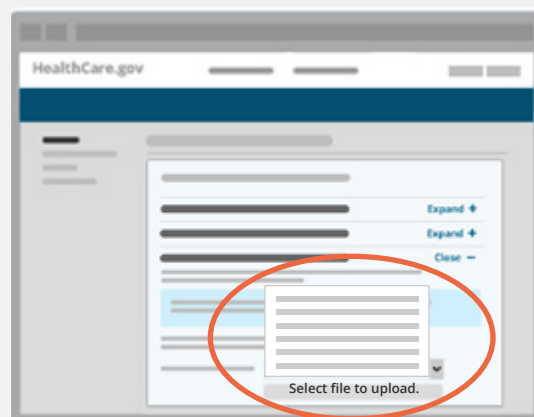 HealthCare.gov
Expand +
Expand +
Close −
Select file to upload.